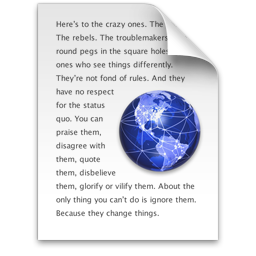 Here's to the crazy ones. The
The rebels. The troublemakers
round pegs in the square holes
ones who see things differently.
They're not fond of rules. And they
have no respect
for the status
quo. You can
praise them,
disagree with
them, quote
them, disbelieve
them, glorify or vilify them. About the
only thing you can't do is ignore them.
Because they change things.